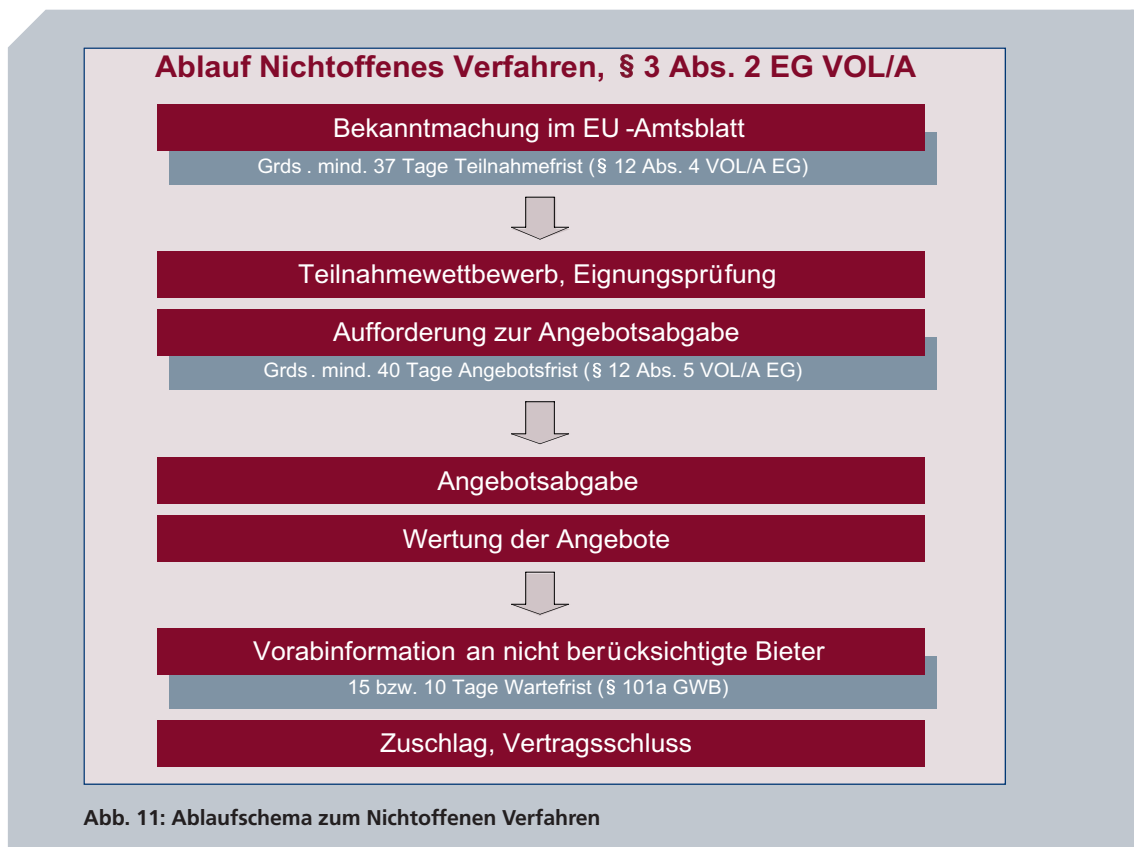 Ablauf Nichtoffenes Verfahren, § 3 Abs. 2 EG VOL/A
Bekanntmachung im EU -Amtsblatt
Grds . mind. 37 Tage Teilnahmefrist (§ 12 Abs. 4 VOL/A EG)
Teilnahmewettbewerb, Eignungsprüfung
Aufforderung zur Angebotsabgabe
Grds . mind. 40 Tage Angebotsfrist (§ 12 Abs. 5 VOL/A EG)
Angebotsabgabe
Wertung der Angebote
Vorabinformation an nicht berücksichtigte Bieter
15 bzw. 10 Tage Wartefrist (§ 101a GWB)
Zuschlag, Vertragsschluss
Abb. 11: Ablaufschema zum Nichtoffenen Verfahren